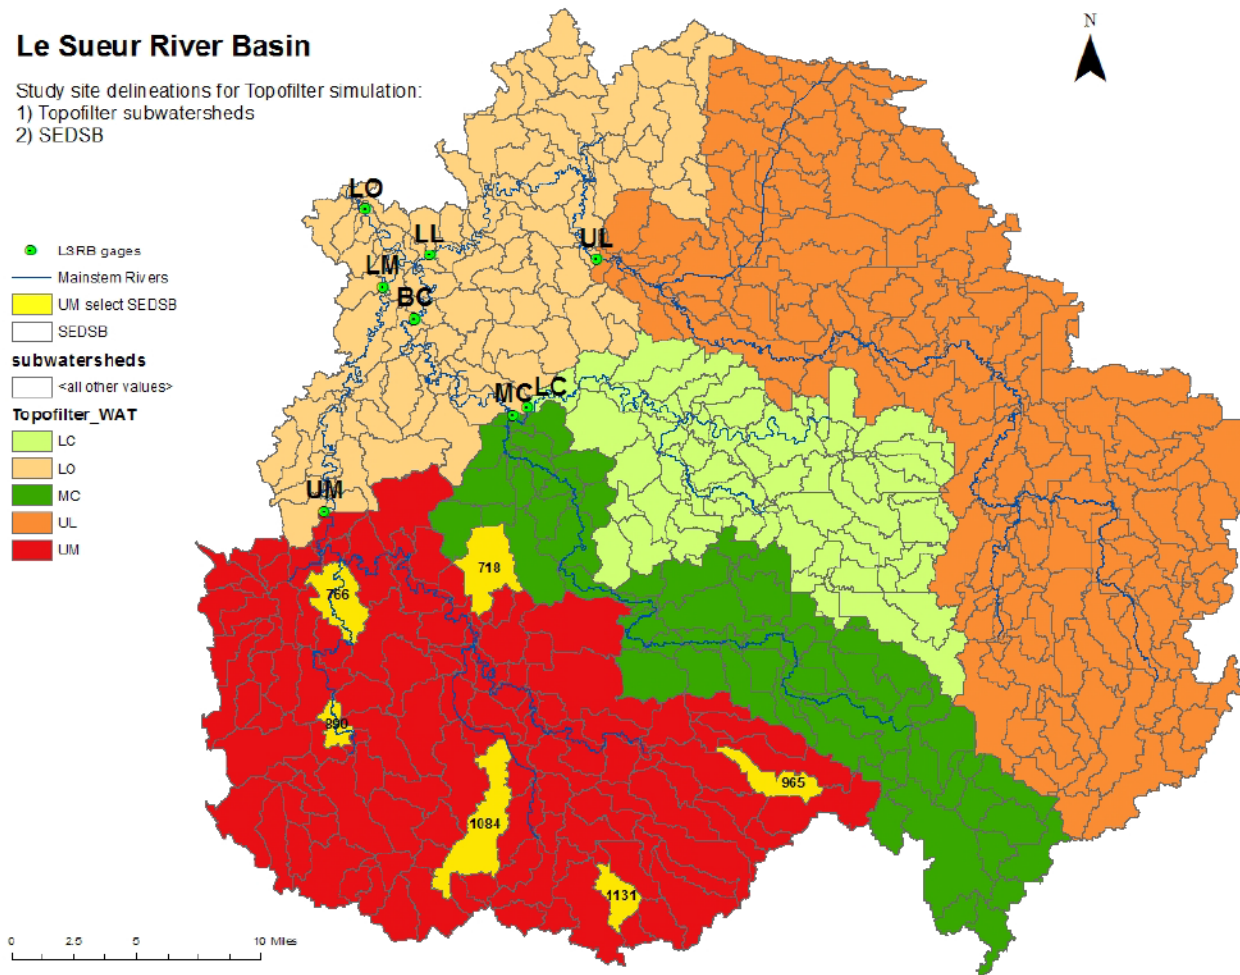 Le Sueur River Basin
Study site delineations for Topofilter simulation:
1) Topofilter subwatersheds
2) SEDSB
N
LO
LL
UL
LM
BC
MC
LC
UM
LSRB gages
Mainstem Rivers
UM select SEDSB
SEDSB
subwatersheds
<all other values>
Topofilter_WAT
LC
LO
MC
UL
UM
718
766
890
965
1084
1131
0 2.5 5 10 Miles